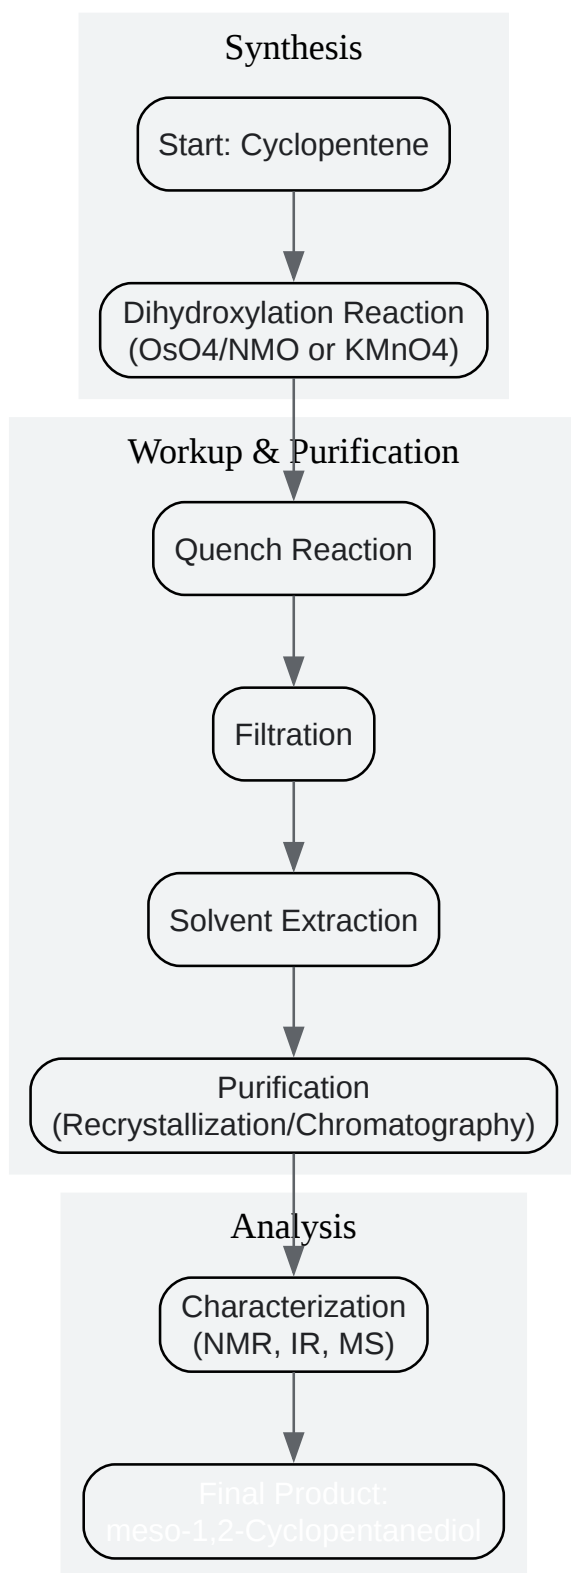 Synthesis
Start: Cyclopentene
Dihydroxylation Reaction
(OsO4/NMO or KMnO4)
Workup & Purification
Quench Reaction
Filtration
Solvent Extraction
Purification
(Recrystallization/Chromatography)
Analysis
Characterization
(NMR, IR, MS)
Final Product:
meso-1,2-Cyclopentanediol